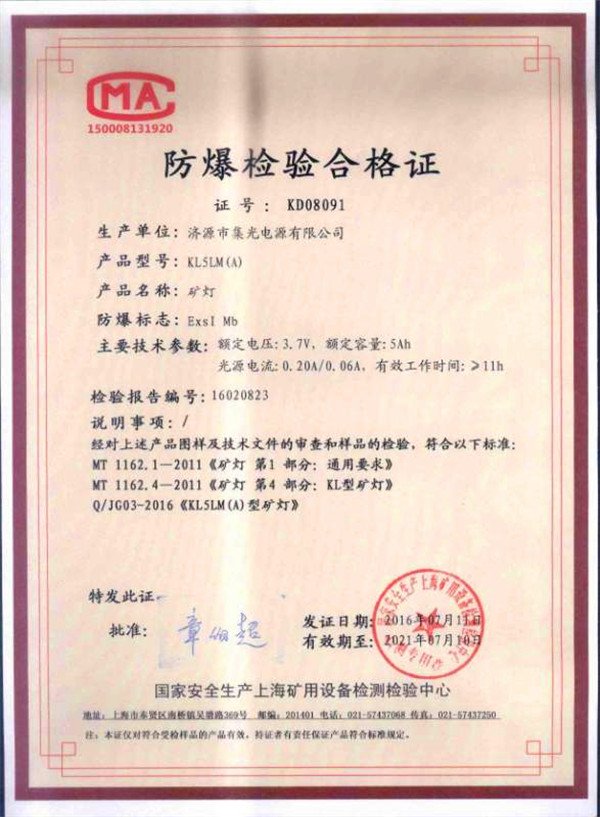 CMA
150008131920
防爆检验合格证
证号: KD08091
生产单位: 济源市集光电源有限公司
产品型号: KL5LM(A)
产品名称: 矿灯
防爆标志: ExsI Mb
主要技术参数: 额定电压: 3.7V, 额定容量: 5Ah
光源电流: 0.20A/0.06A, 有效工作时间: ≥11h
检验报告编号: 16020823
说明事项: /
经对上述产品图样及技术文件的审查和样品的检验, 符合以下标准:
MT 1162.1—2011《矿灯 第1 部分: 通用要求》
MT 1162.4—2011《矿灯 第4 部分: KL型矿灯》
Q/JG03-2016《KL5LM(A)型矿灯》
特发此证
批准:
发证日期: 2016年07月11日
有效期至: 2021年07月10日
国家安全生产上海矿用设备检测检验中心
地址: 上海市奉贤区南桥镇吴塘路369号 邮编: 201401 电话: 021-57437068 传真: 021-57437250
注: 本证仅对符合受检样品的产品有效, 持证者有责任保证产品符合标准规定。